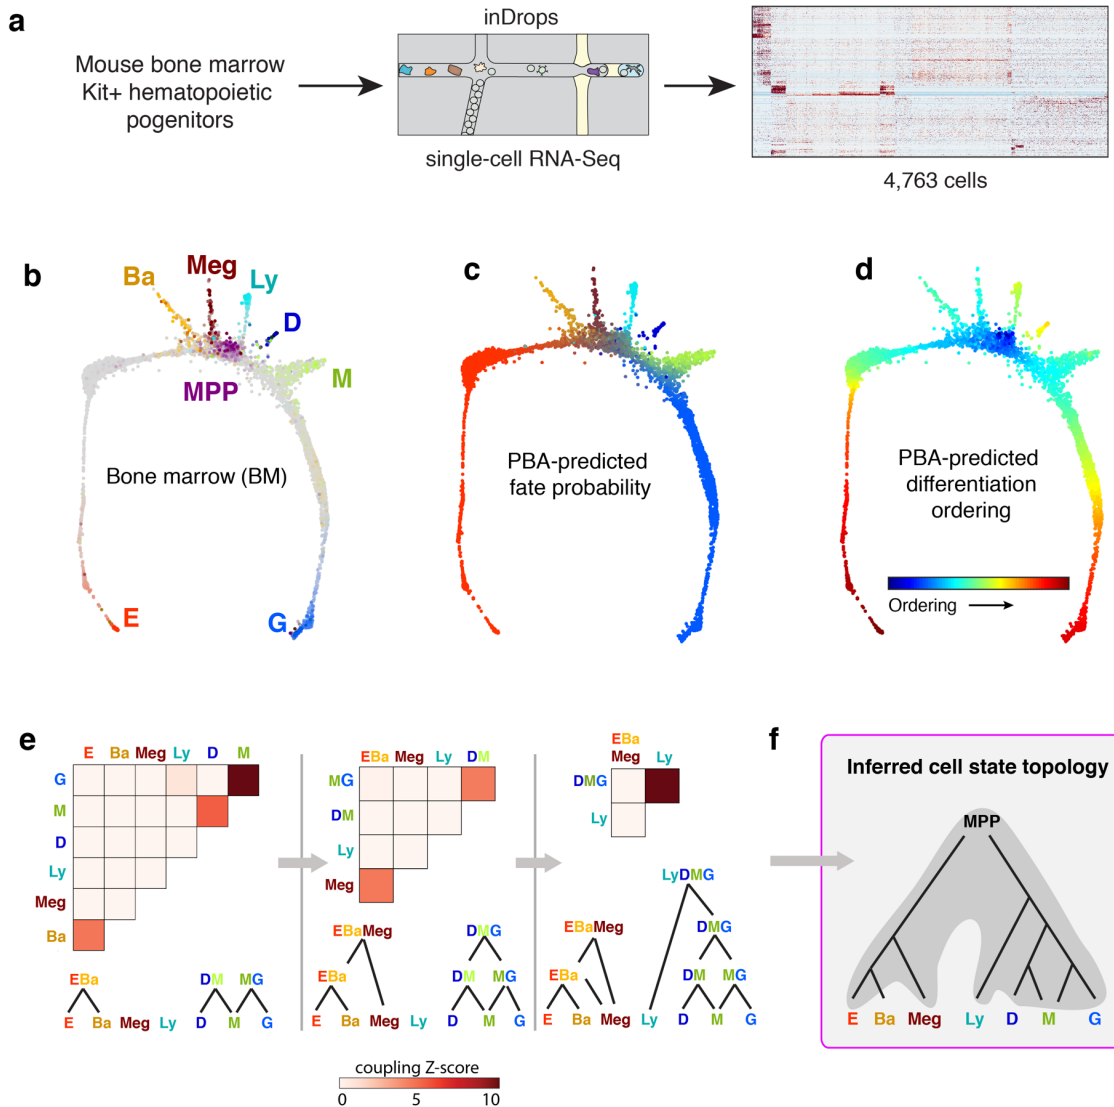 a
Mouse bone marrow
Kit+ hematopoietic
pogenitors
inDrops
single-cell RNA-Seq
4,763 cells
b
Ba
Meg
Ly
D
M
MPP
Bone marrow (BM)
E
G
c
PBA-predicted
fate probability
d
PBA-predicted
differentiation
ordering
Ordering
e
E Ba Meg Ly D M
G
M
D
Ly
Meg
Ba
EBa DM MG
E Ba Meg Ly D M G
EBa Meg Ly DM
MG
DM
Ly
Meg
EBaMeg DMG
EBa DM MG
E Ba Meg Ly D M G
EBa
Meg Ly
DMG
Ly
LyDMG
EBaMeg DMG
EBa DM MG
E Ba Meg Ly D M G
coupling Z-score
0 5 10
f
Inferred cell state topology
MPP
E Ba Meg Ly D M G